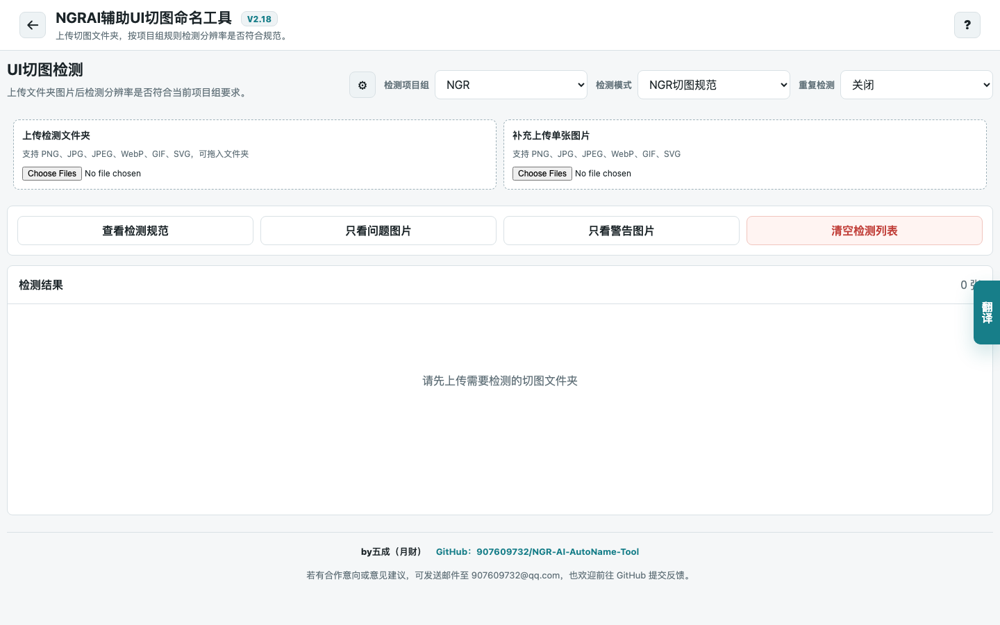 NGRAI辅助UI切图命名工具 V2.18
上传切图文件夹，按项目组规则检测分辨率是否符合规范。
?
UI切图检测
上传文件夹图片后检测分辨率是否符合当前项目组要求。
检测项目组 NGR 检测模式 NGR切图规范 重复检测 关闭
上传检测文件夹
支持 PNG、JPG、JPEG、WebP、GIF、SVG，可拖入文件夹
Choose Files No file chosen
补充上传单张图片
支持 PNG、JPG、JPEG、WebP、GIF、SVG
Choose Files No file chosen
查看检测规范 只看问题图片 只看警告图片 清空检测列表
检测结果 0
翻译
请先上传需要检测的切图文件夹
by五成（月财） GitHub：907609732/NGR-AI-AutoName-Tool
若有合作意向或意见建议，可发送邮件至 907609732@qq.com，也欢迎前往 GitHub 提交反馈。